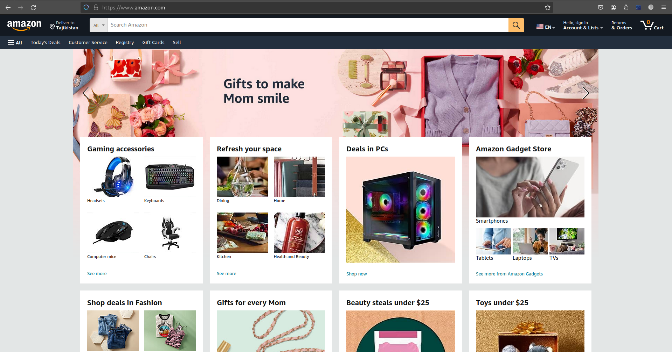 https://www.amazon.com
amazon
Deliver to
Tajikistan
All
Search Amazon
EN
Hello, sign in
Account & Lists
Returns
& Orders
0
Cart
All
Today's Deals
Customer Service
Registry
Gift Cards
Sell
Gifts to make
Mom smile
Gaming accessories
Headsets
Keyboards
Computer mice
Chairs
See more
Refresh your space
Dining
Home
Kitchen
Health and Beauty
See more
Deals in PCs
Shop now
Amazon Gadget Store
Smartphones
Tablets
Laptops
TVs
See more from Amazon Gadgets
Shop deals in Fashion
Gifts for every Mom
Beauty steals under $25
Toys under $25